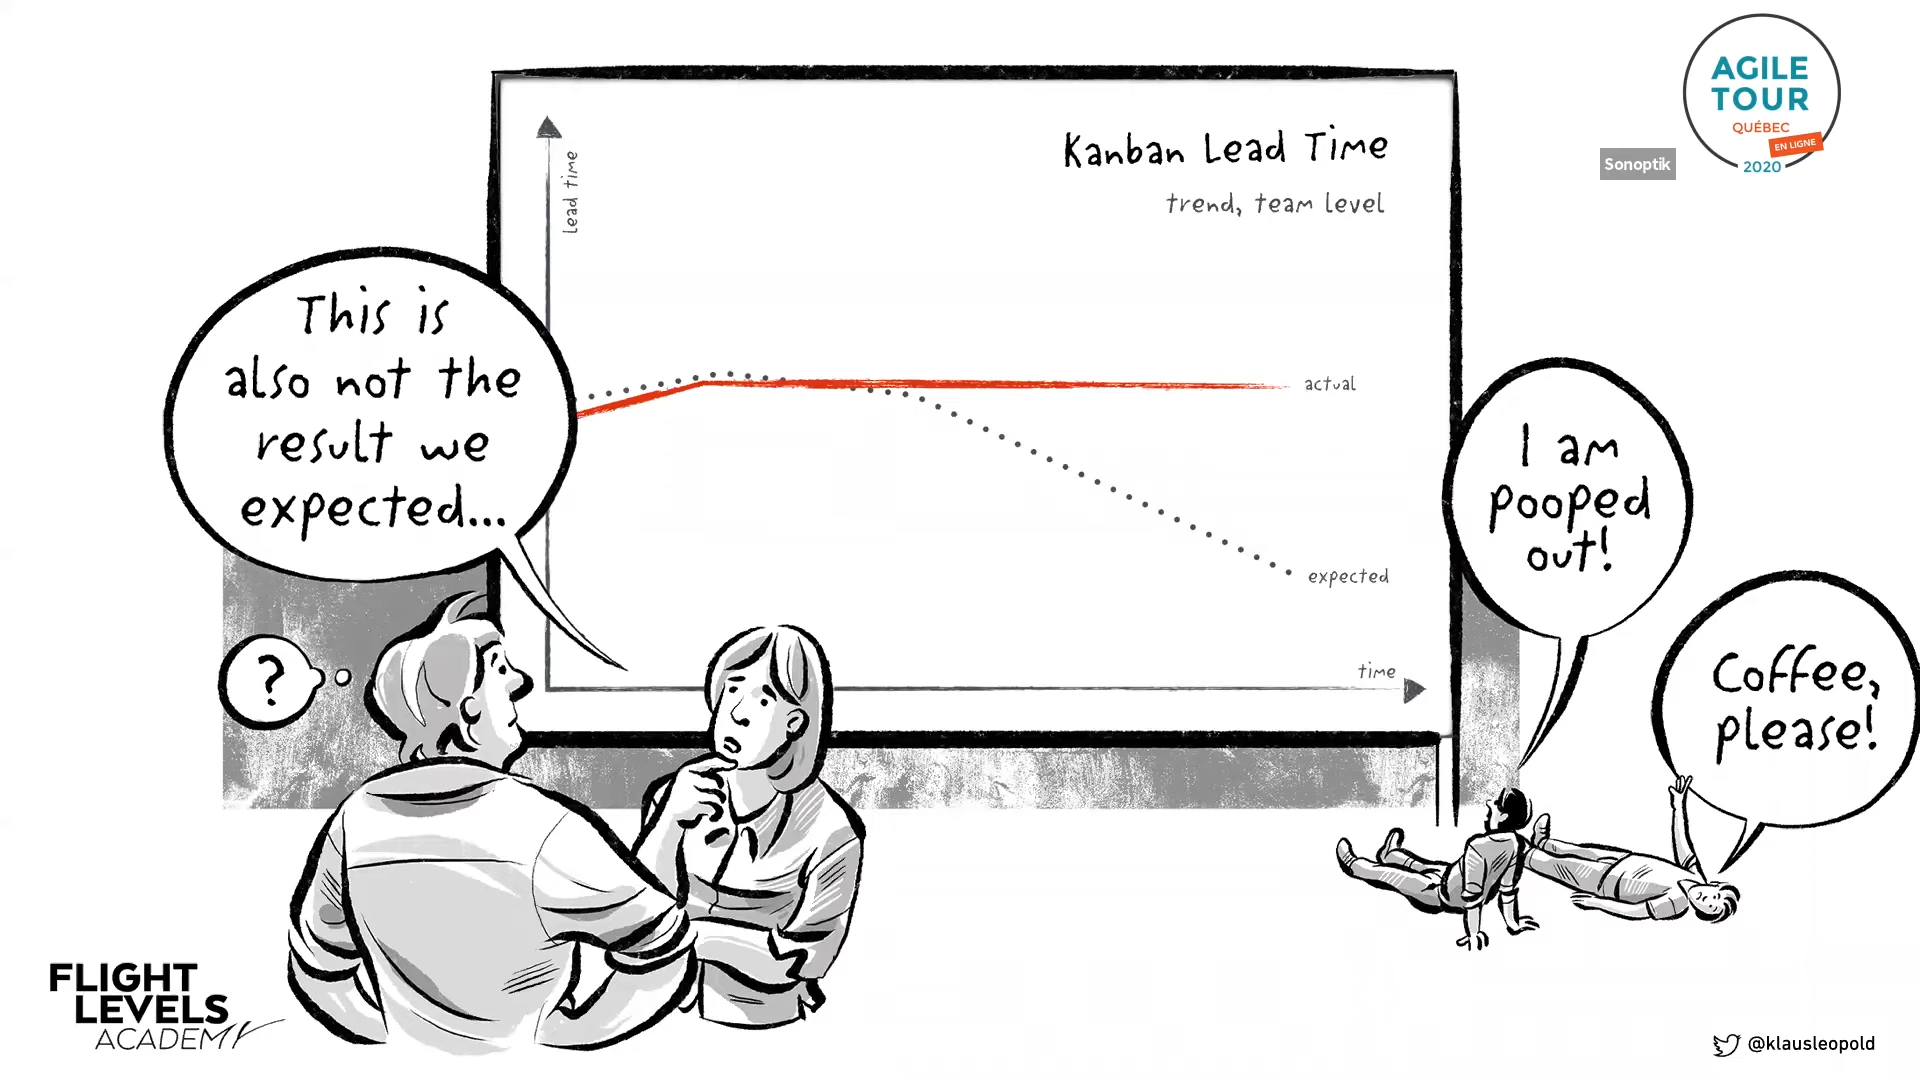 AGILE
TOUR
QUÉBEC
EN LIGNE
2020
Sonoptik
Kanban Lead Time
trend, team level
lead time
actual
expected
time
This is
also not the
result we
expected...
?
I am
pooped
out!
Coffee,
please!
FLIGHT
LEVELS
ACADEMY
@klausleopold